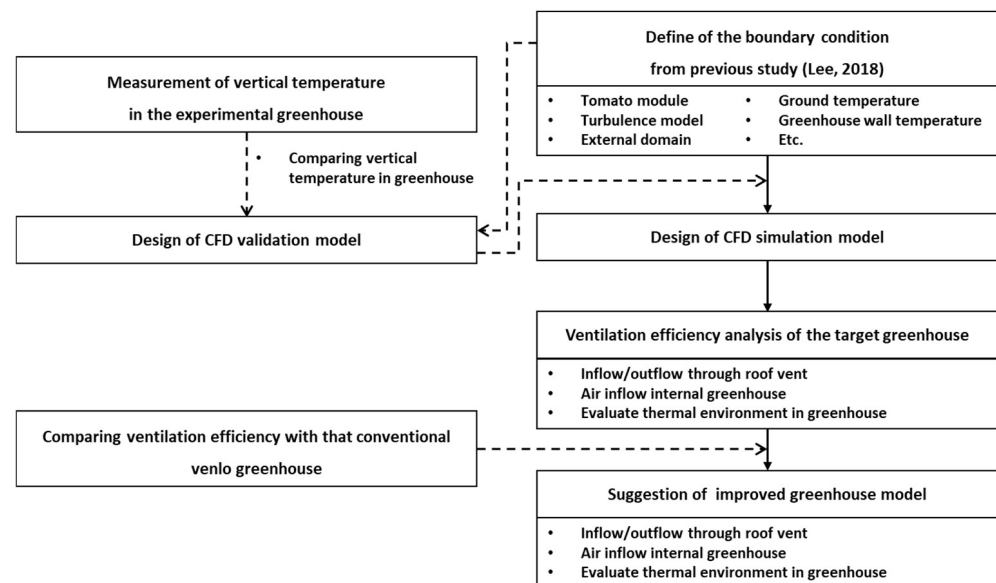 Measurement of vertical temperature
in the experimental greenhouse
• Comparing vertical
temperature in greenhouse
Design of CFD validation model
Define of the boundary condition
from previous study (Lee, 2018)
• Tomato module
• Turbulence model
• External domain
• Ground temperature
• Greenhouse wall temperature
• Etc.
Design of CFD simulation model
Ventilation efficiency analysis of the target greenhouse
• Inflow/outflow through roof vent
• Air inflow internal greenhouse
• Evaluate thermal environment in greenhouse
Comparing ventilation efficiency with that conventional
venlo greenhouse
Suggestion of improved greenhouse model
• Inflow/outflow through roof vent
• Air inflow internal greenhouse
• Evaluate thermal environment in greenhouse